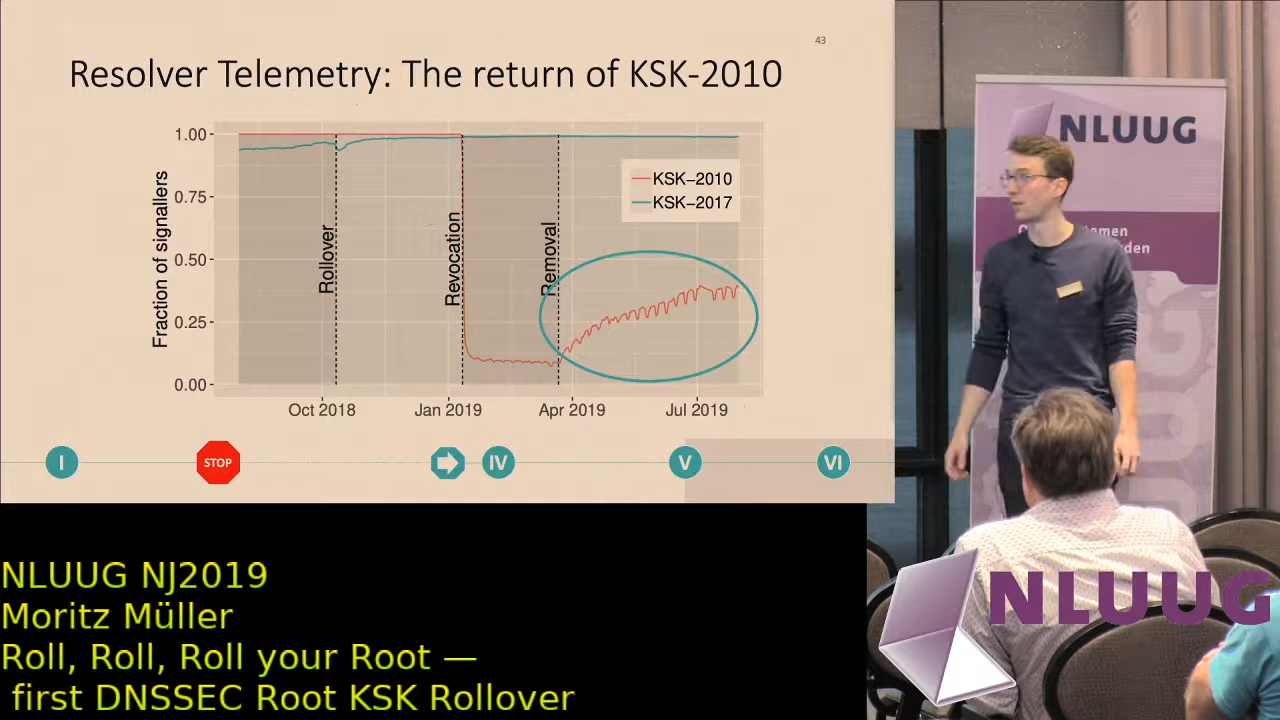 43
Resolver Telemetry: The return of KSK-2010
1.00
0.75
0.50
0.25
0.00
Fraction of signallers
Rollover
Revocation
Removal
KSK−2010
KSK−2017
Oct 2018
Jan 2019
Apr 2019
Jul 2019
I
STOP
IV
V
VI
NLUUG
NLUUG NJ2019
Moritz Müller
Roll, Roll, Roll your Root —
first DNSSEC Root KSK Rollover
NLUUG